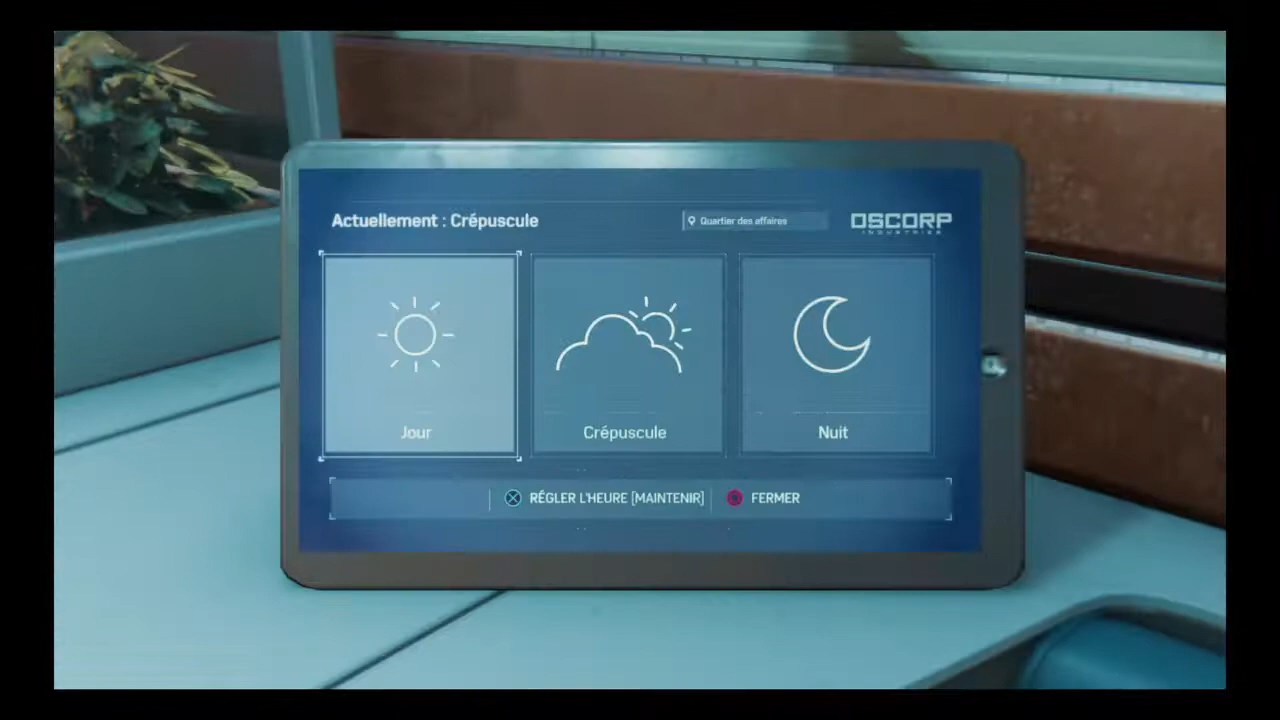 Actuellement : Crépuscule
Quartier des affaires
OSCORP
INDUSTRIES
Jour
Crépuscule
Nuit
RÉGLER L'HEURE [MAINTENIR]
FERMER